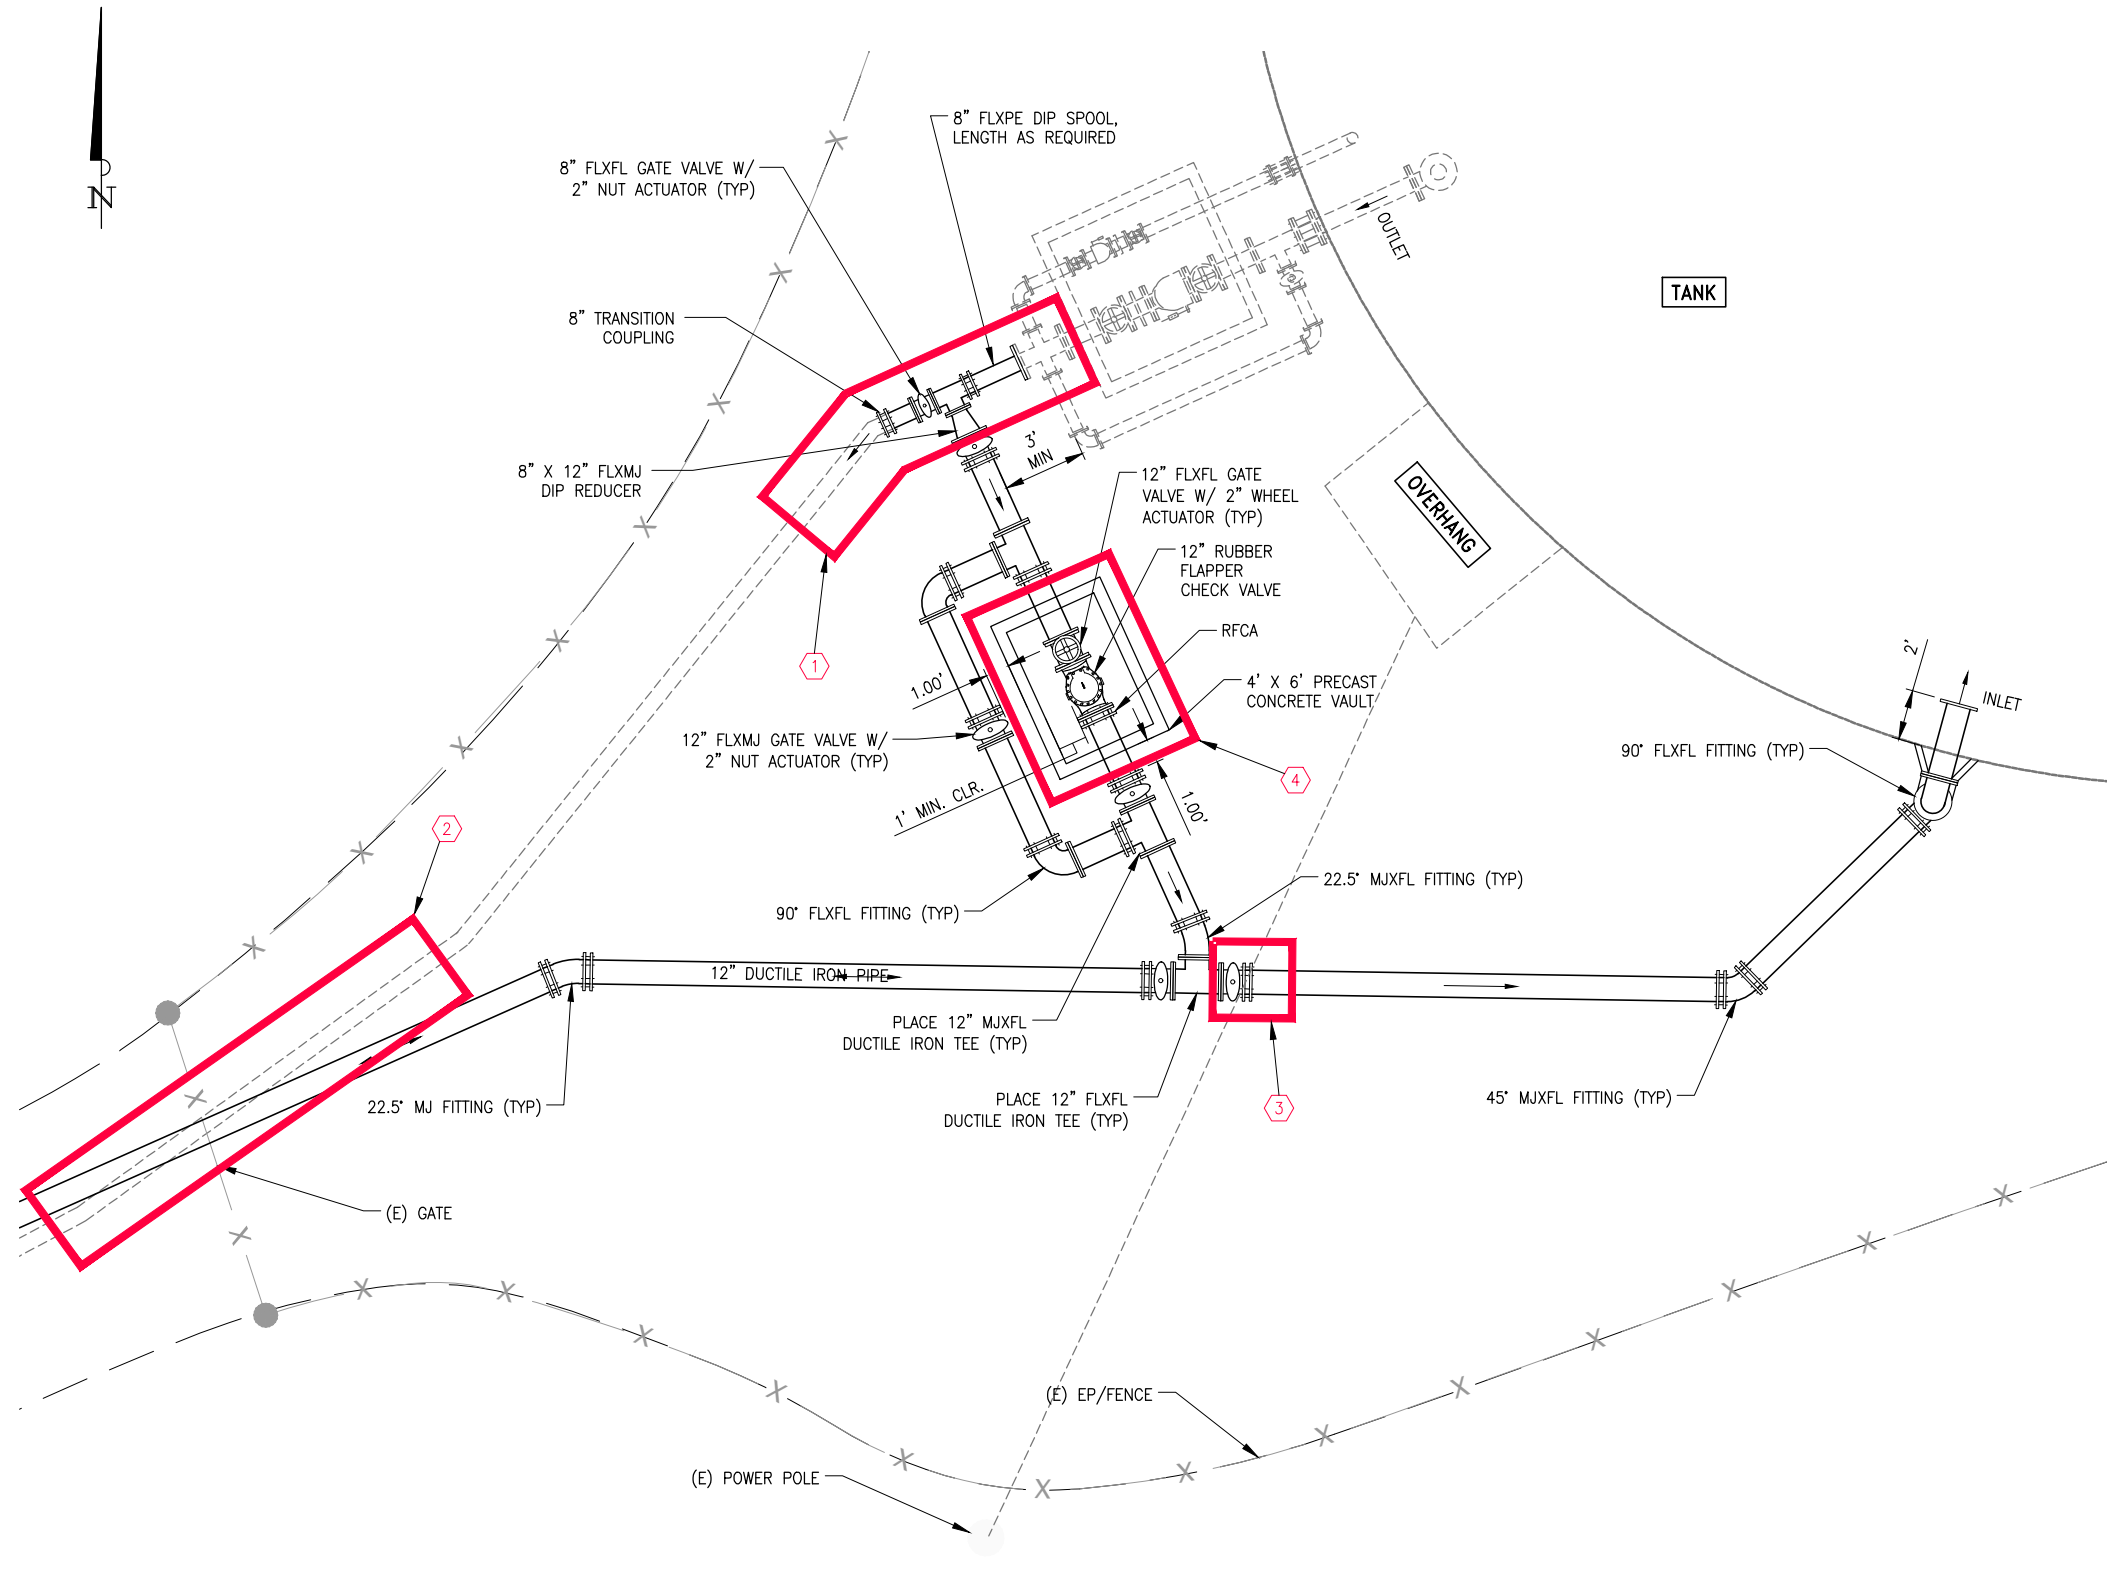 N
8” FLXPE DIP SPOOL,
LENGTH AS REQUIRED
8” FLXFL GATE VALVE W/
2” NUT ACTUATOR (TYP)
OUTLET
TANK
8” TRANSITION
COUPLING
3’
MIN
8” X 12” FLXMJ
DIP REDUCER
12” FLXFL GATE
VALVE W/ 2” WHEEL
ACTUATOR (TYP)
OVERHANG
12” RUBBER
FLAPPER
CHECK VALVE
RFCA
1
2’
1.00’
4’ X 6’ PRECAST
CONCRETE VAULT
INLET
12” FLXMJ GATE VALVE W/
2” NUT ACTUATOR (TYP)
90° FLXFL FITTING (TYP)
4
1’ MIN. CLR.
1.00’
2
22.5° MJXFL FITTING (TYP)
90° FLXFL FITTING (TYP)
12” DUCTILE IRON PIPE
PLACE 12” MJXFL
DUCTILE IRON TEE (TYP)
22.5° MJ FITTING (TYP)
PLACE 12” FLXFL
DUCTILE IRON TEE (TYP)
3
45° MJXFL FITTING (TYP)
(E) GATE
(E) EP/FENCE
(E) POWER POLE